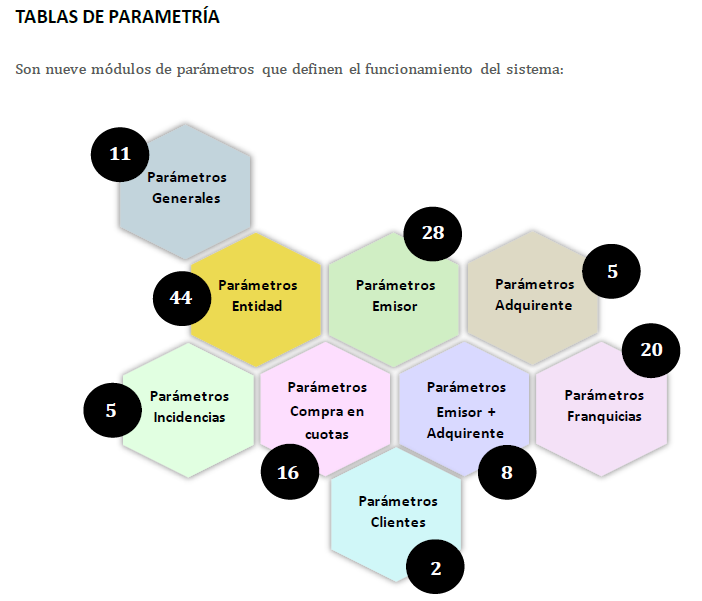 TABLAS DE PARAMETRÍA
Son nueve módulos de parámetros que definen el funcionamiento del sistema:
11
Parámetros
Generales
44
Parámetros
Entidad
28
Parámetros
Emisor
5
Parámetros
Adquirente
5
Parámetros
Incidencias
16
Parámetros
Compra en
cuotas
8
Parámetros
Emisor +
Adquirente
20
Parámetros
Franquicias
Parámetros
Clientes
2